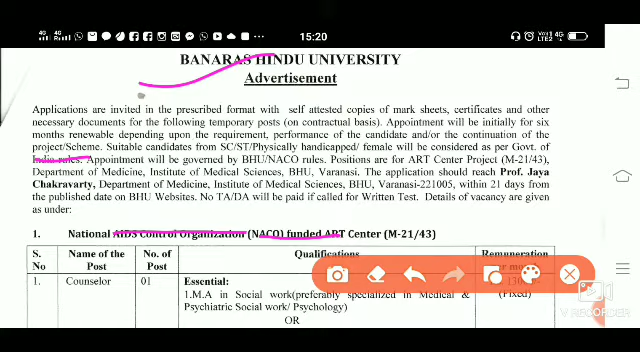 15:20
4G 4G
Vo) 4G
LTE2
BANARAS HINDU UNIVERSITY
Advertisement
Applications are invited in the prescribed format with self attested copies of mark sheets, certificates and other
necessary documents for the following temporary posts (on contractual basis). Appointment will be initially for six
months renewable depending upon the requirement, performance of the candidate and/or the continuation of the
project/Scheme. Suitable candidates from SC/ST/Physically handicapped/ female will be considered as per Govt. of
India rules. Appointment will be governed by BHU/NACO rules. Positions are for ART Center Project (M-21/43),
Department of Medicine, Institute of Medical Sciences, BHU, Varanasi. The application should reach Prof. Jaya
Chakravarty, Department of Medicine, Institute of Medical Sciences, BHU, Varanasi-221005, within 21 days from
the published date on BHU Websites. No TA/DA will be paid if called for Written Test. Details of vacancy are given
as under:
1. National AIDS Control Organization (NACO) funded ART Center (M-21/43)
S. No Name of the Post No. of Post Qualifications Remuneration
1. Counselor 01 Essential:
1.M.A in Social work(preferably specialized in Medical &
Psychiatric Social work/ Psychology)
OR
(Fixed)
V RECORDER